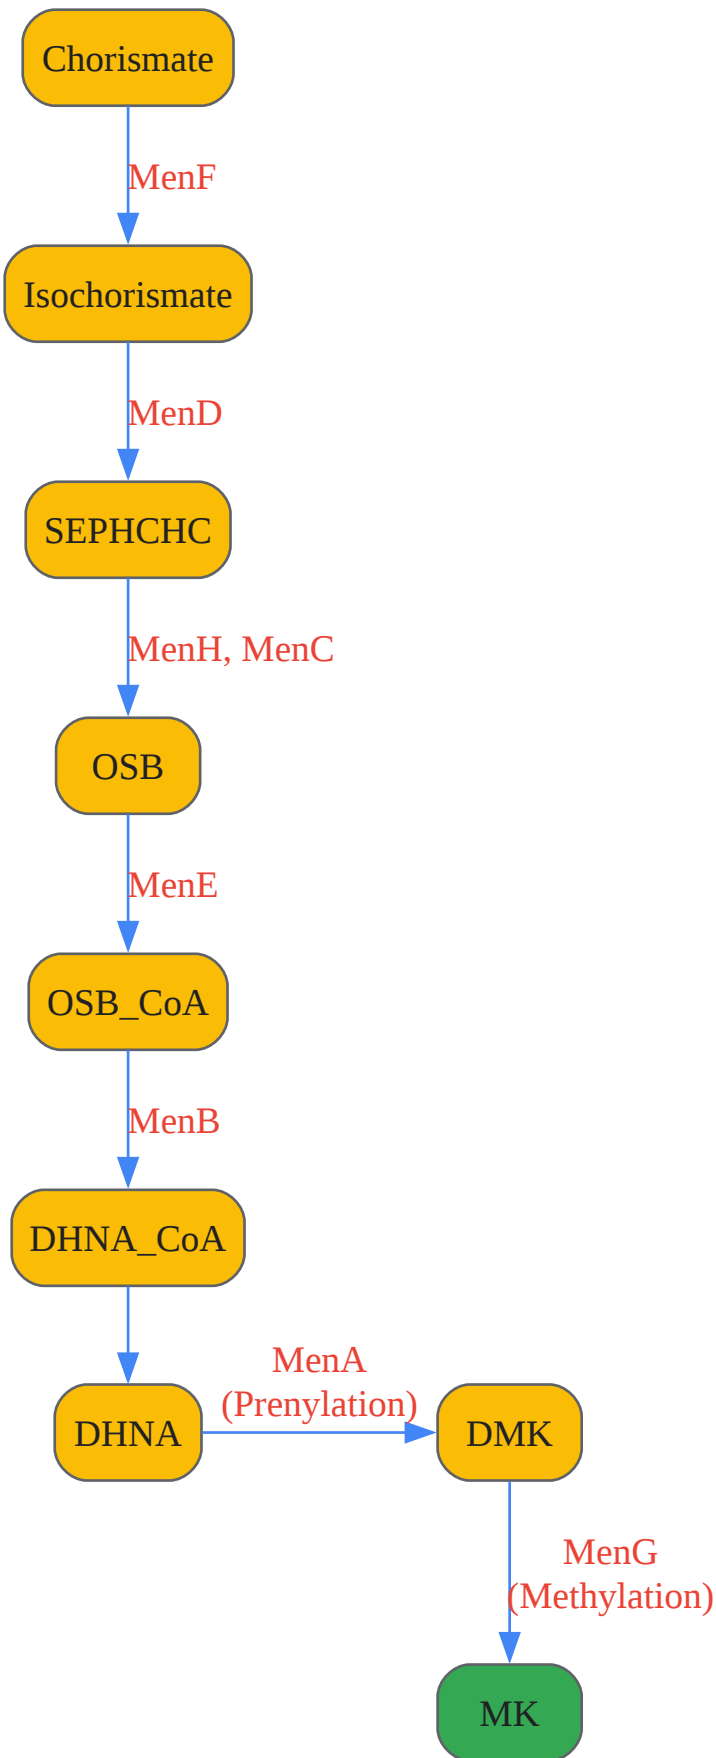 Chorismate
MenF
Isochorismate
MenD
SEPHCHC
MenH, MenC
OSB
MenE
OSB_CoA
MenB
DHNA_CoA
MenA
(Prenylation)
DHNA
DMK
MenG
(Methylation)
MK